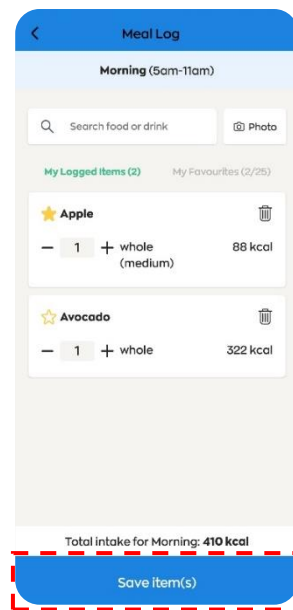 Meal Log
Morning (5am-11am)
Search food or drink
Photo
My Logged Items (2) My Favourites (2/25)
Apple
1 whole (medium)
88 kcal
Avocado
1 whole 322 kcal
Total intake for Morning: 410 kcal
Save item(s)